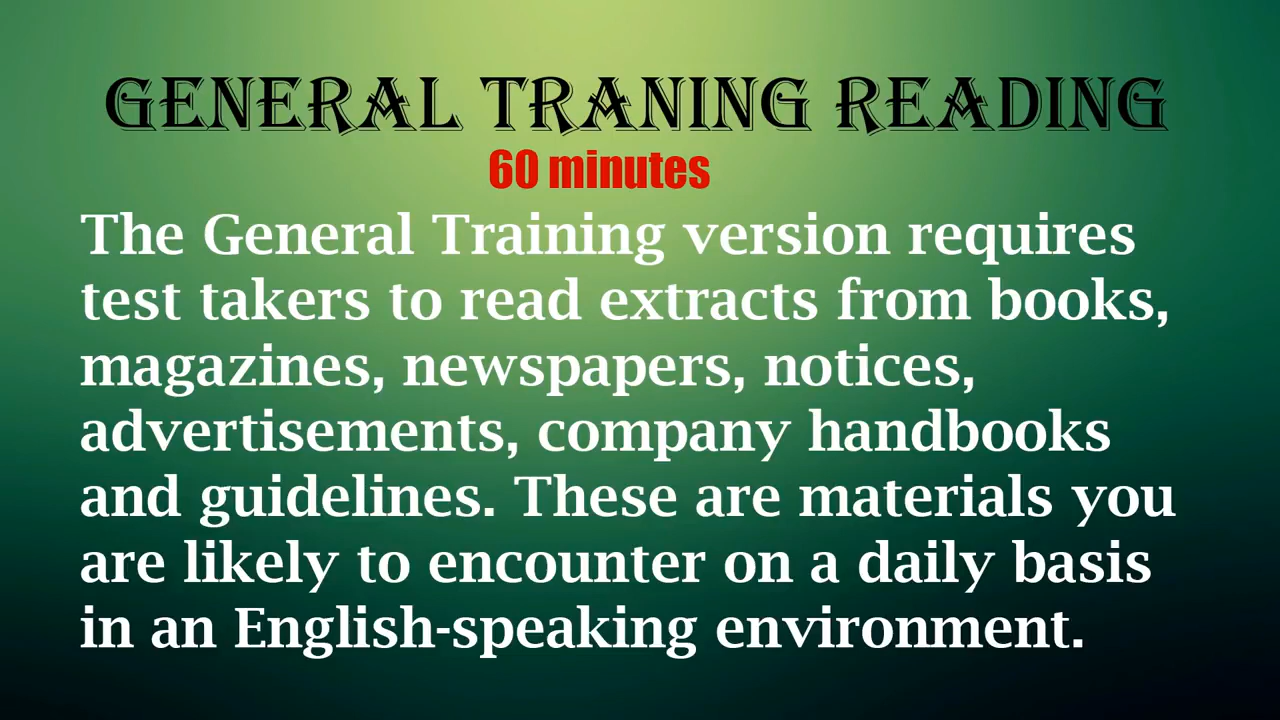 GENERAL TRANING READING
60 minutes
The General Training version requires
test takers to read extracts from books,
magazines, newspapers, notices,
advertisements, company handbooks
and guidelines. These are materials you
are likely to encounter on a daily basis
in an English-speaking environment.